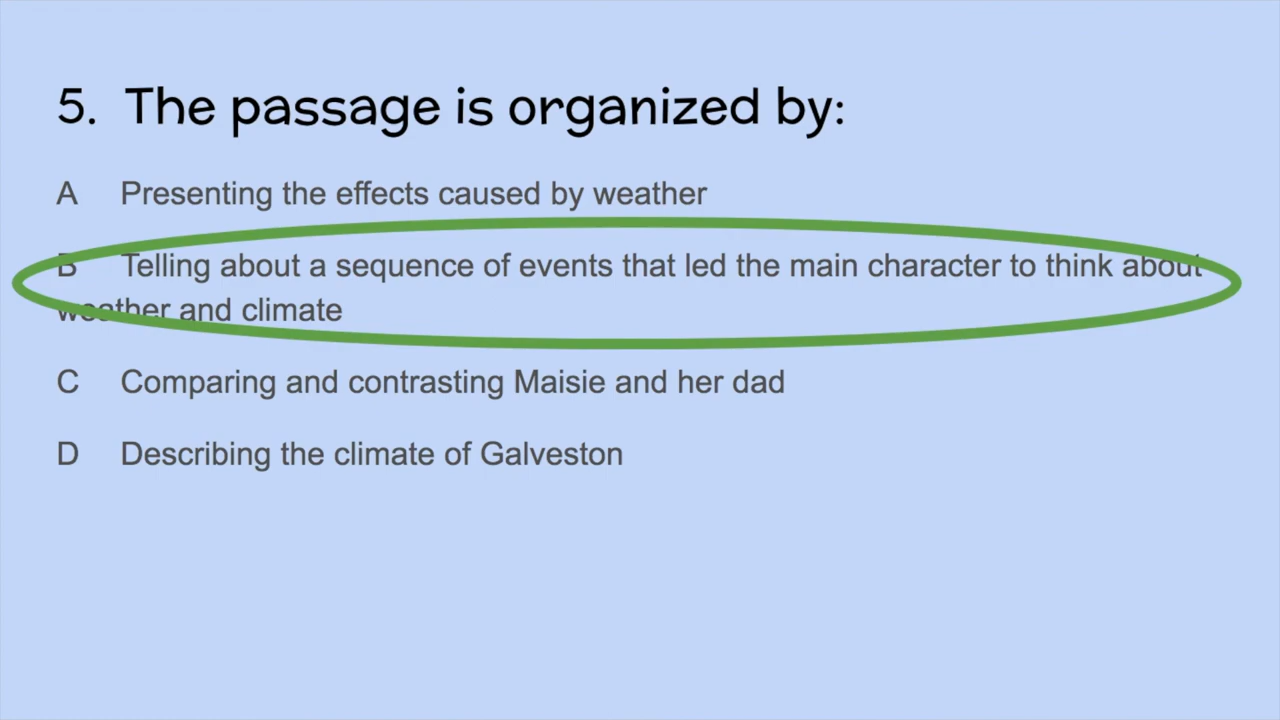 5. The passage is organized by:
A Presenting the effects caused by weather
B Telling about a sequence of events that led the main character to think about
weather and climate
C Comparing and contrasting Maisie and her dad
D Describing the climate of Galveston